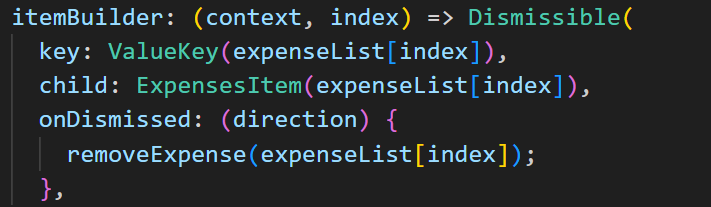 itemBuilder: (context, index) => Dismissible(
key: ValueKey(expenseList[index]),
child: ExpensesItem(expenseList[index]),
onDismissed: (direction) {
removeExpense(expenseList[index]);
},